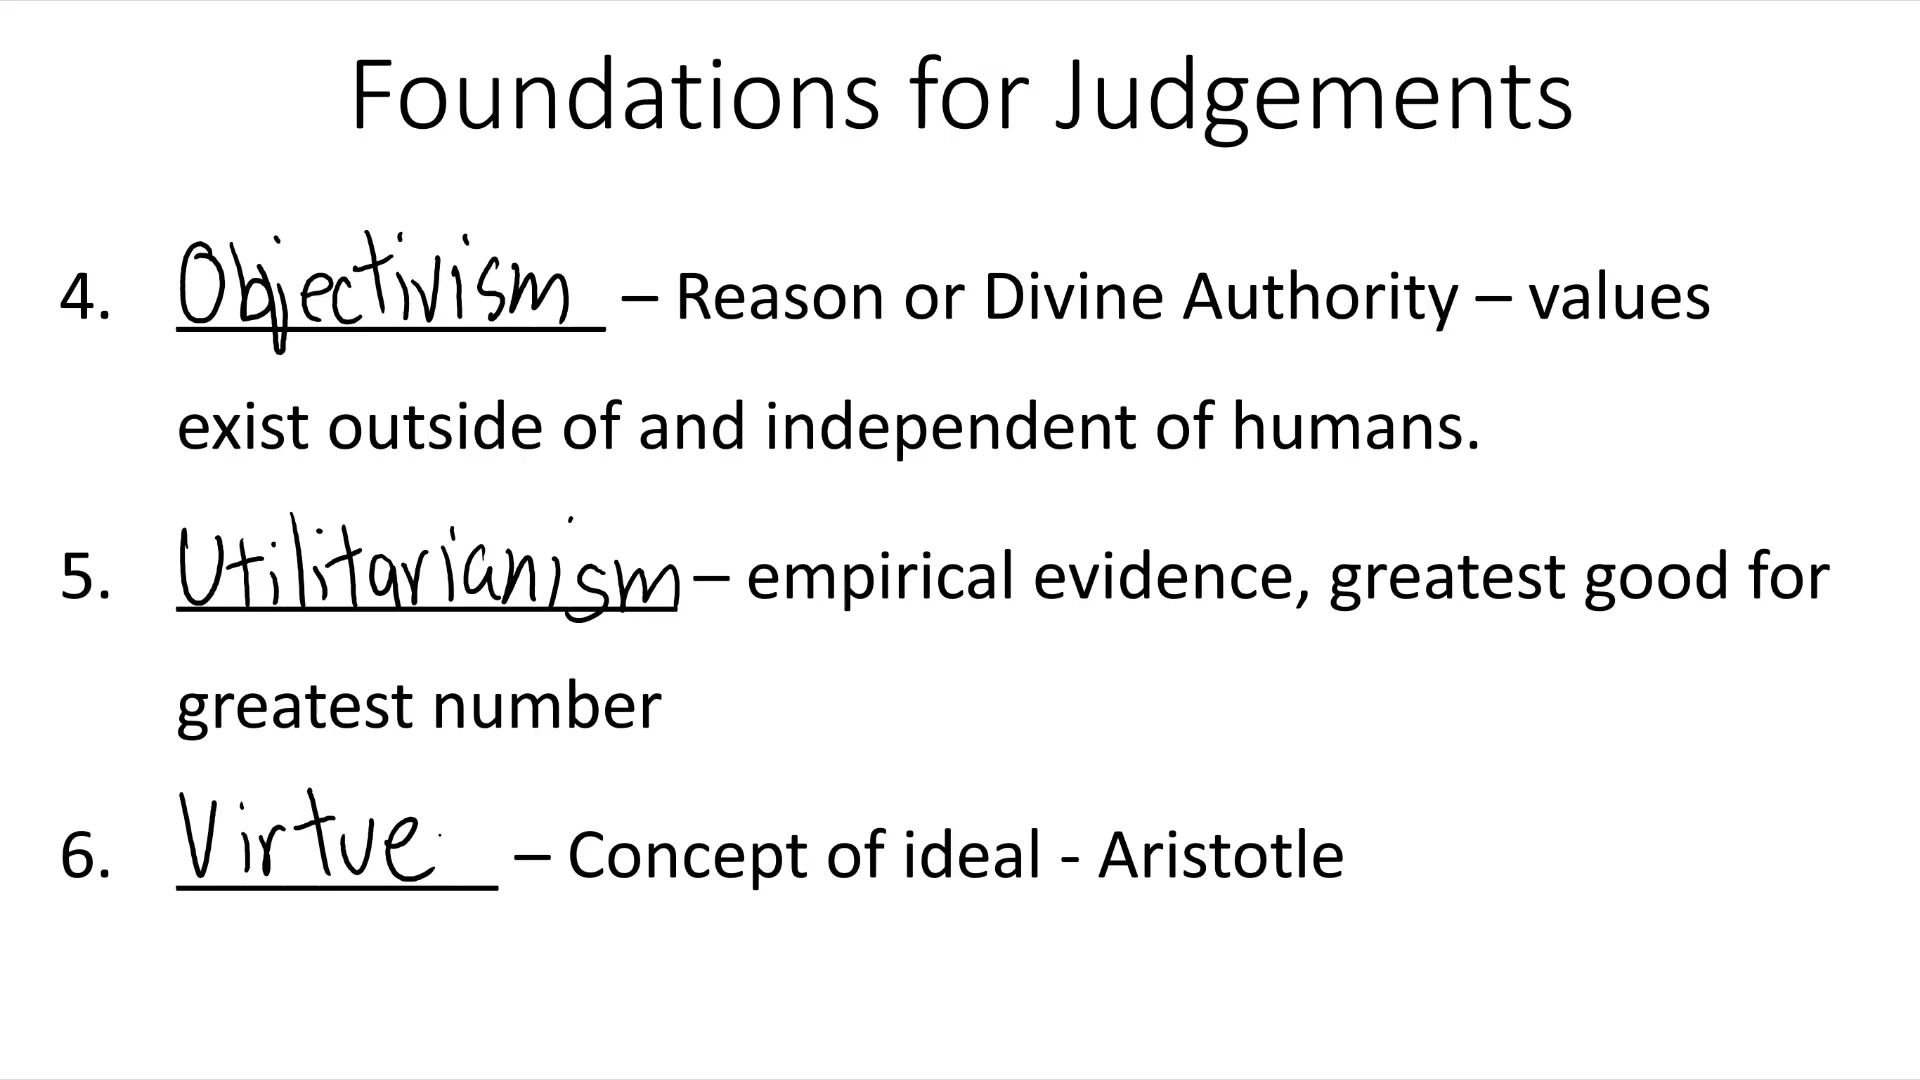 Foundations for Judgements
4. Objectivism – Reason or Divine Authority – values
exist outside of and independent of humans.
5. Utilitarianism – empirical evidence, greatest good for
greatest number
6. Virtue – Concept of ideal - Aristotle